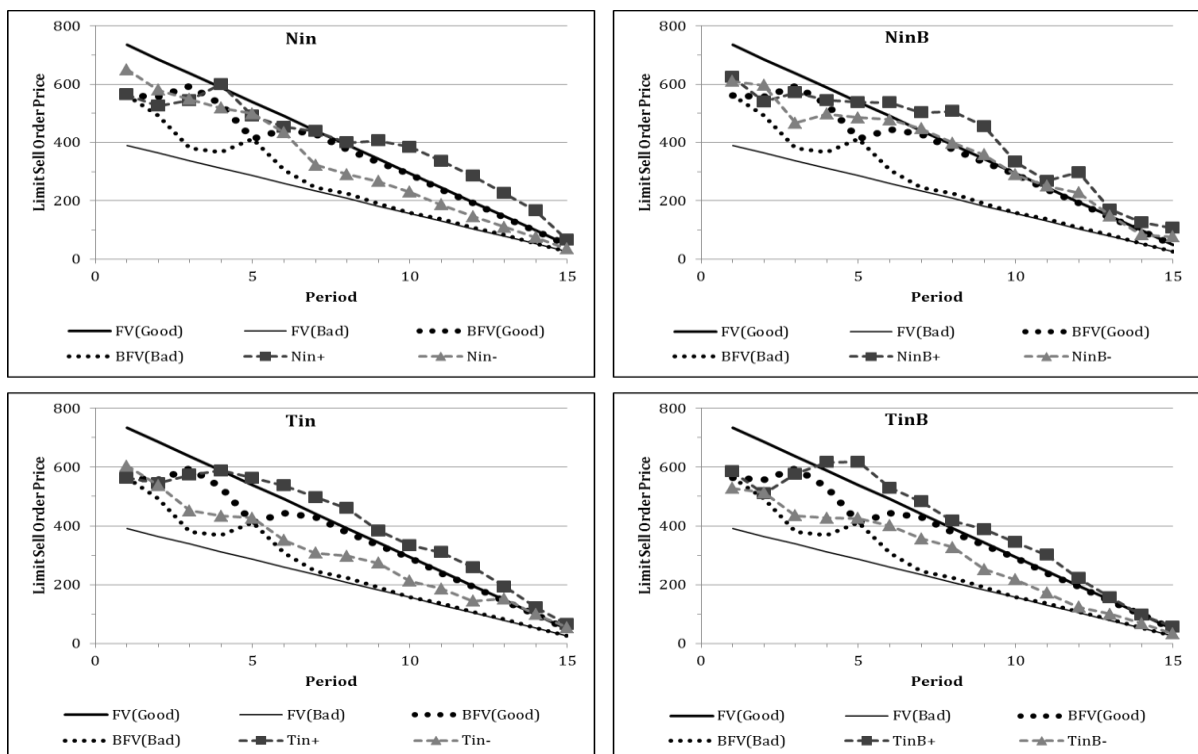 Nin
Limit Sell Order Price
800
600
400
200
0
0 5 10 15
Period
FV(Good) FV(Bad) BFV(Good)
BFV(Bad) Nin+ Nin-
NinB
Limit Sell Order Price
800
600
400
200
0
0 5 10 15
Period
FV(Good) FV(Bad) BFV(Good)
BFV(Bad) NinB+ NinB-
Tin
Limit Sell Order Price
800
600
400
200
0
0 5 10 15
Period
FV(Good) FV(Bad) BFV(Good)
BFV(Bad) Tin+ Tin-
TinB
Limit Sell Order Price
800
600
400
200
0
0 5 10 15
Period
FV(Good) FV(Bad) BFV(Good)
BFV(Bad) TinB+ TinB-